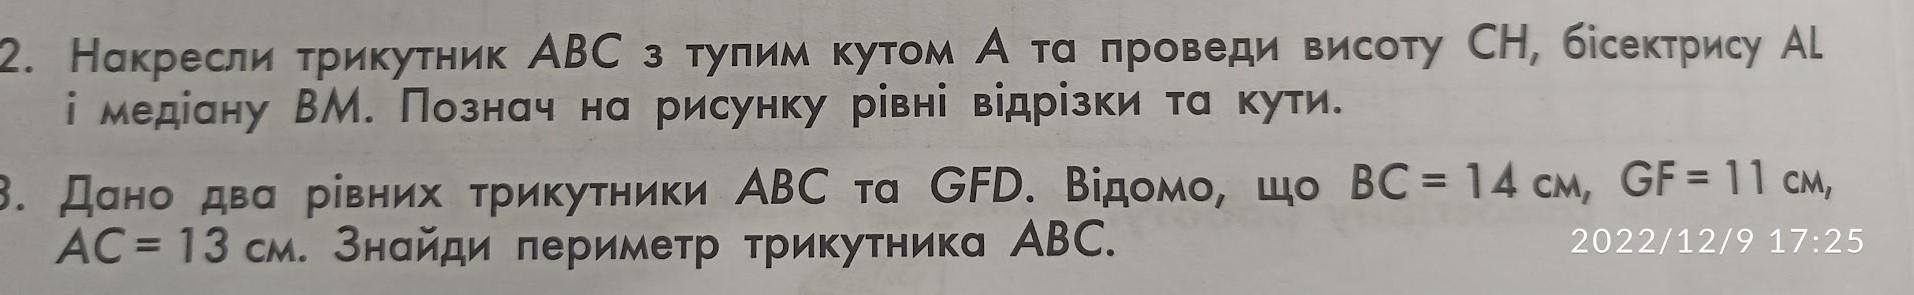 2. Накресли трикутник ABC з тупим кутом A та проведи висоту CH, бісектрису AL
і медіану BM. Познач на рисунку рівні відрізки та кути.
3. Дано два рівних трикутники ABC та GFD. Відомо, що BC = 14 см, GF = 11 см,
AC = 13 см. Знайди периметр трикутника ABC.
2022/12/9 17:25